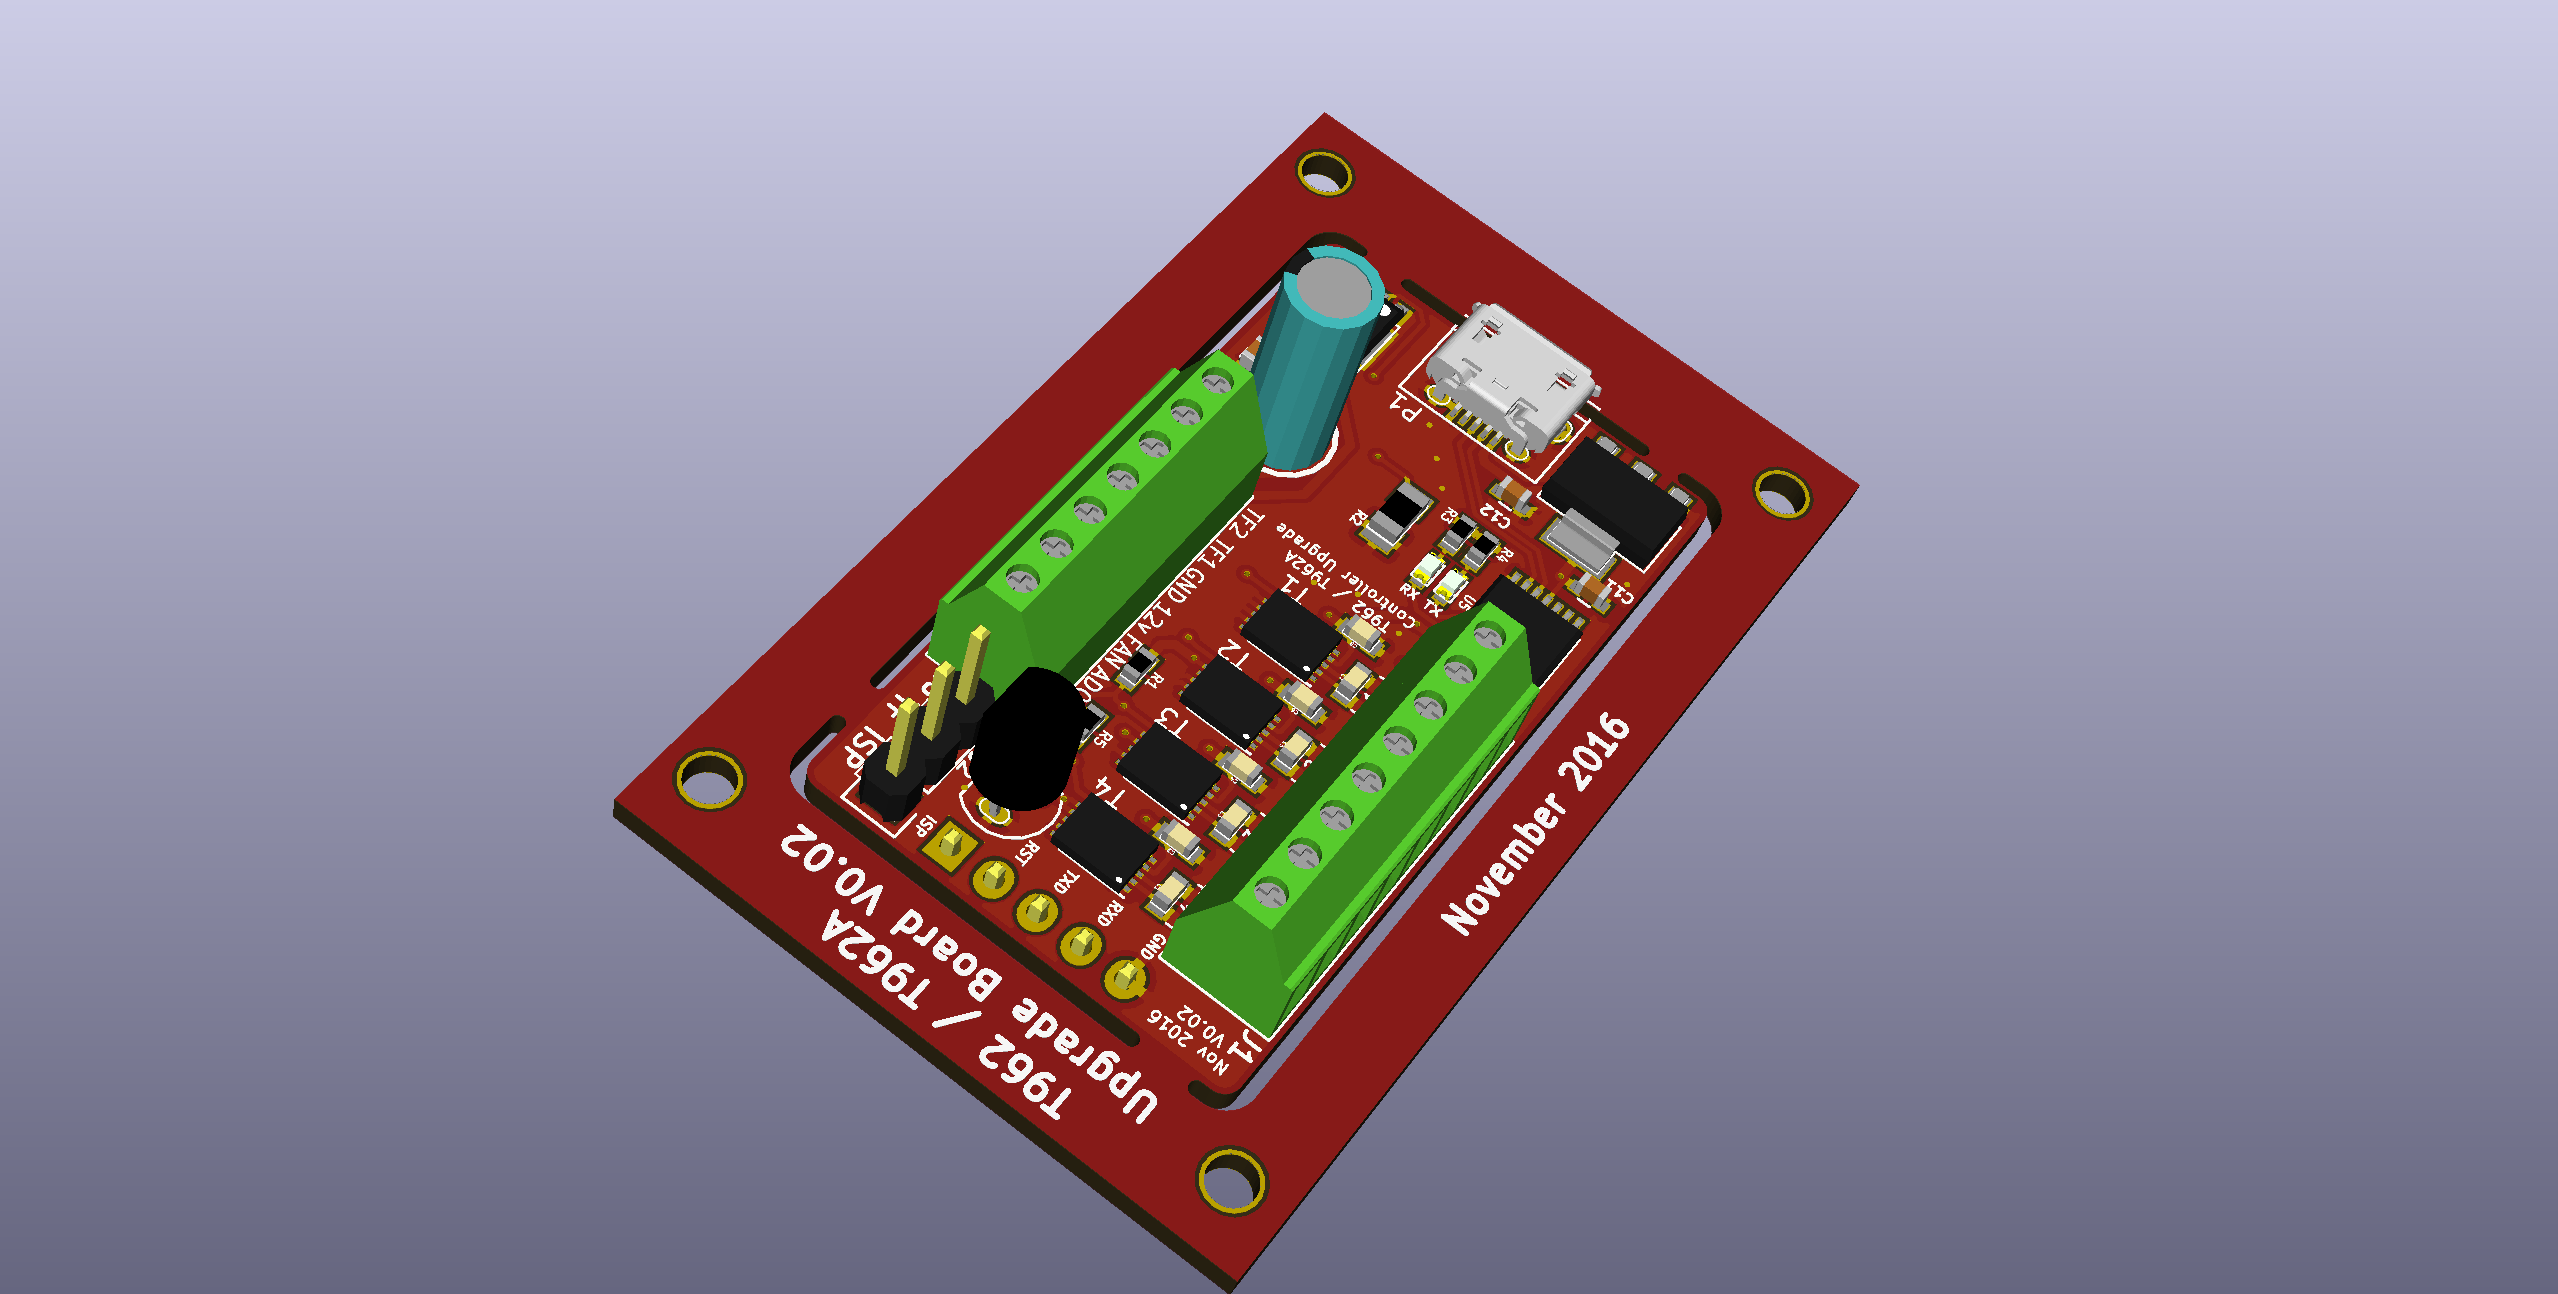 T962 / T962A
Upgrade Board V0.02
November 2016
T962 / T962A
Controller Upgrade
TF2 TF1 GND 12v FAN ADO
T1
T2
T3
T4
P1
R2
R3
R4
C12
C11
RX TX
R1
R5
ISP
ISP
RST
TXD
RXD
GND
J1
Nov 2016
V0.02